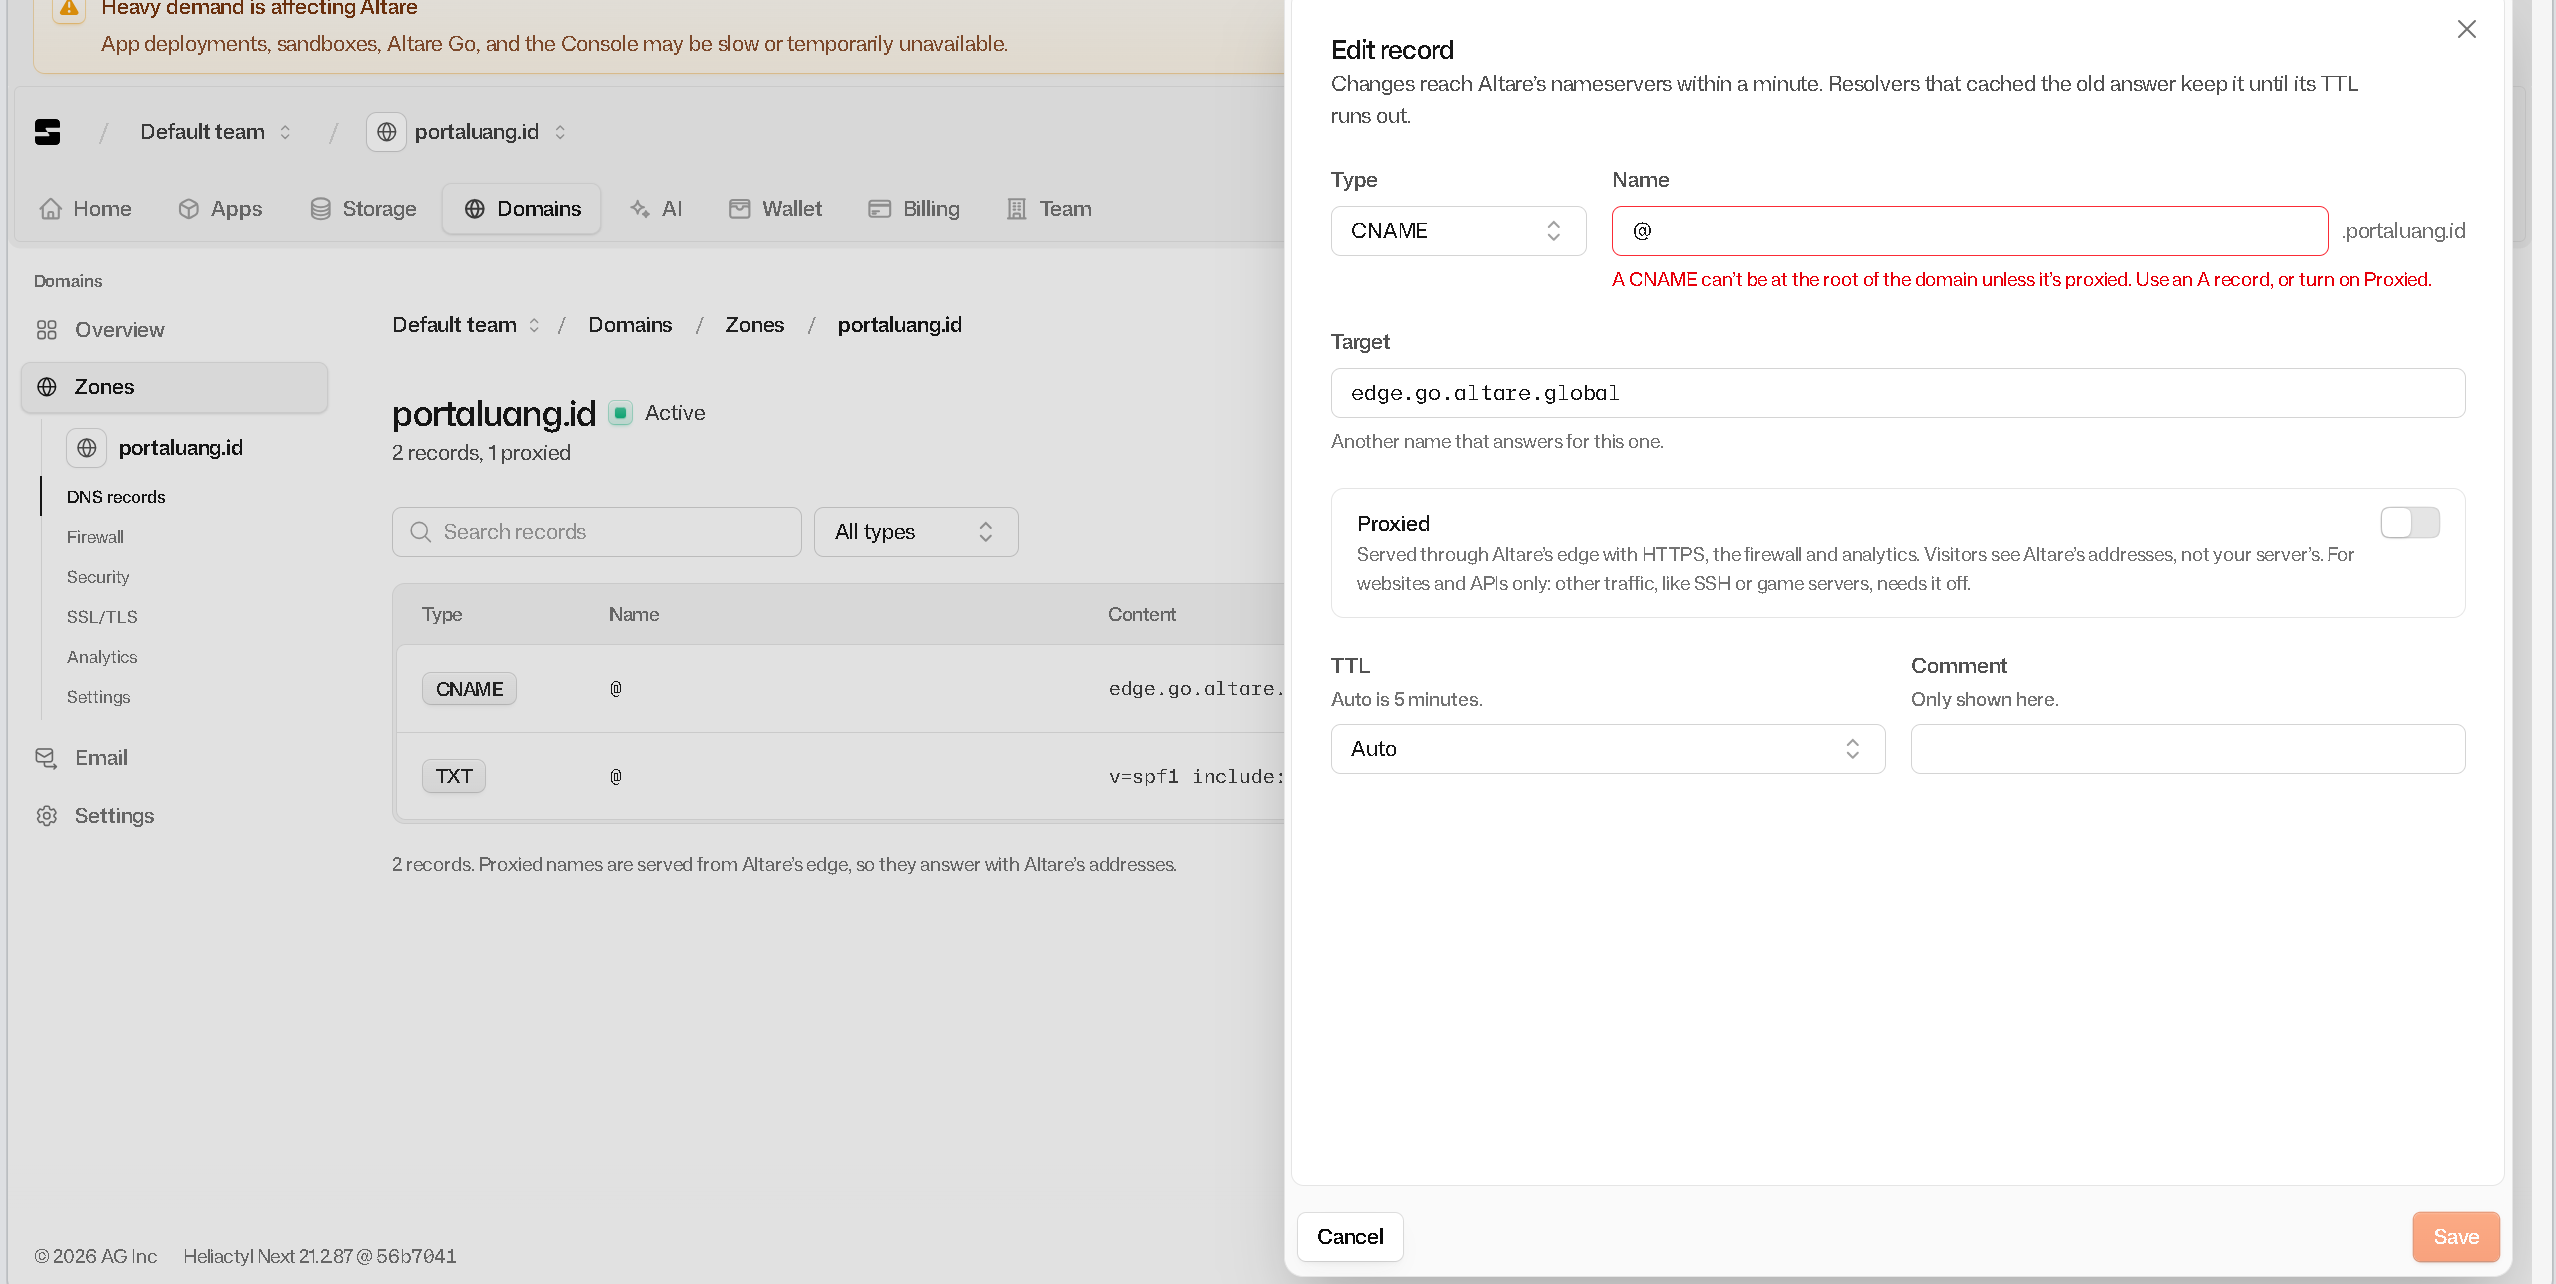 Heavy demand is affecting Altare
App deployments, sandboxes, Altare Go, and the Console may be slow or temporarily unavailable.
/ Default team / portaluang.id
Home Apps Storage Domains AI Wallet Billing Team
Domains
Overview
Zones
portaluang.id
DNS records
Firewall
Security
SSL/TLS
Analytics
Settings
Email
Settings
Default team / Domains / Zones / portaluang.id
portaluang.id Active
2 records, 1 proxied
Search records All types
Type Name Content
CNAME @ edge.go.altare.
TXT @ v=spf1 include:
2 records. Proxied names are served from Altare's edge, so they answer with Altare's addresses.
© 2026 AG Inc Heliactyl Next 21.2.87 @ 56b7041
Edit record
Changes reach Altare's nameservers within a minute. Resolvers that cached the old answer keep it until its TTL
runs out.
Type Name
CNAME @ .portaluang.id
A CNAME can't be at the root of the domain unless it's proxied. Use an A record, or turn on Proxied.
Target
edge.go.altare.global
Another name that answers for this one.
Proxied
Served through Altare's edge with HTTPS, the firewall and analytics. Visitors see Altare's addresses, not your server's. For
websites and APIs only: other traffic, like SSH or game servers, needs it off.
TTL Comment
Auto is 5 minutes. Only shown here.
Auto
Cancel Save